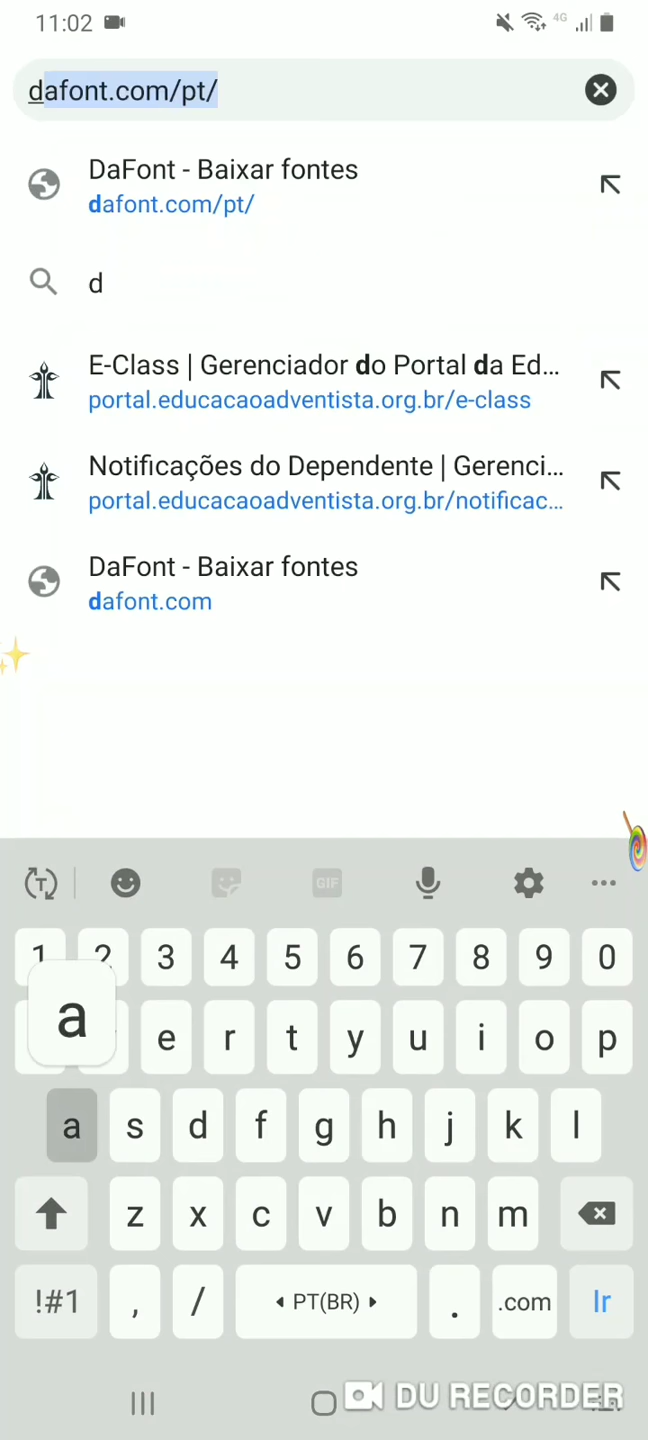 11:02
4G
dafont.com/pt/
DaFont - Baixar fontes
dafont.com/pt/
d
E-Class | Gerenciador do Portal da Ed...
portal.educacaoadventista.org.br/e-class
Notificações do Dependente | Gerenci...
portal.educacaoadventista.org.br/notificac...
DaFont - Baixar fontes
dafont.com
T
GIF
1 2 3 4 5 6 7 8 9 0
a
e r t y u i o p
a s d f g h j k l
z x c v b n m
!#1 , / PT(BR) . .com Ir
DU RECORDER